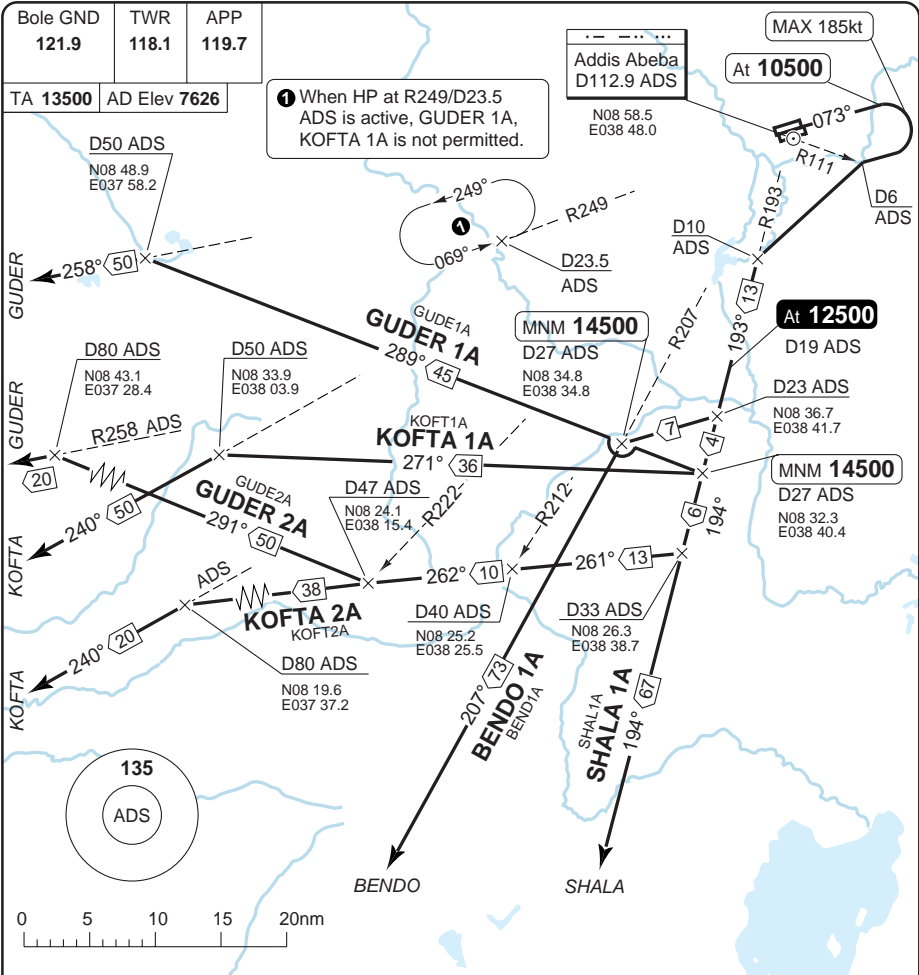 Bole GND
121.9
TWR
118.1
APP
119.7
TA 13500
AD Elev 7626
1 When HP at R249/D23.5
ADS is active, GUDER 1A,
KOFTA 1A is not permitted.
Addis Abeba
D112.9 ADS
N08 58.5
E038 48.0
MAX 185kt
At 10500
073°
R111
D6
ADS
R193
D10
ADS
13
193°
At 12500
D19 ADS
D50 ADS
N08 48.9
E037 58.2
258°
50
GUDER
249°
1
069°
R249
D23.5
ADS
GUDE1A
GUDER 1A
289°
45
MNM 14500
D27 ADS
N08 34.8
E038 34.8
R207
D23 ADS
N08 36.7
E038 41.7
7
4
MNM 14500
D27 ADS
N08 32.3
E038 40.4
6
194°
D80 ADS
N08 43.1
E037 28.4
GUDER
R258 ADS
20
D50 ADS
N08 33.9
E038 03.9
KOFT1A
KOFTA 1A
271°
36
50
240°
KOFTA
GUDE2A
GUDER 2A
291°
50
D47 ADS
N08 24.1
E038 15.4
R222
R212
262°
10
261°
13
D40 ADS
N08 25.2
E038 25.5
D33 ADS
N08 26.3
E038 38.7
ADS
38
KOFTA 2A
KOFT2A
240°
20
KOFTA
D80 ADS
N08 19.6
E037 37.2
207°
73
BENDO 1A
BEND1A
BENDO
SHAL1A
SHALA 1A
194°
67
SHALA
135
ADS
0 5 10 15 20nm